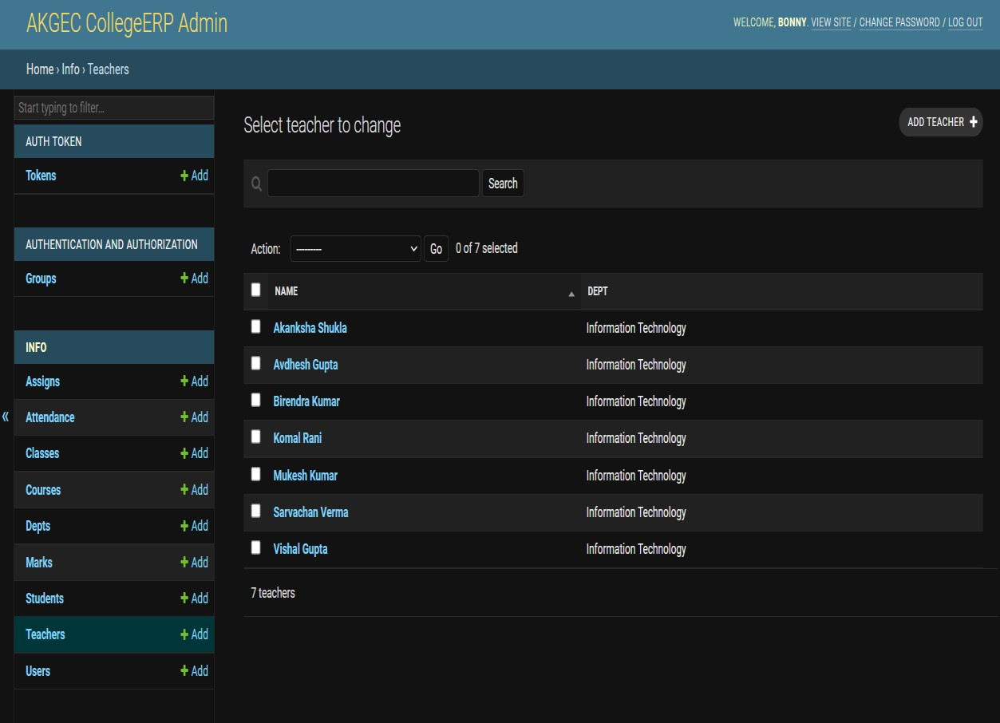 AKGEC CollegeERP Admin
WELCOME, BONNY. VIEW SITE / CHANGE PASSWORD / LOG OUT
Home › Info › Teachers
Start typing to filter...
AUTH TOKEN
Tokens + Add
AUTHENTICATION AND AUTHORIZATION
Groups + Add
INFO
Assigns + Add
Attendance + Add
Classes + Add
Courses + Add
Depts + Add
Marks + Add
Students + Add
Teachers + Add
Users + Add
«
Select teacher to change
ADD TEACHER +
Search
Action: --------- Go 0 of 7 selected
NAME DEPT
Akanksha Shukla Information Technology
Avdhesh Gupta Information Technology
Birendra Kumar Information Technology
Komal Rani Information Technology
Mukesh Kumar Information Technology
Sarvachan Verma Information Technology
Vishal Gupta Information Technology
7 teachers